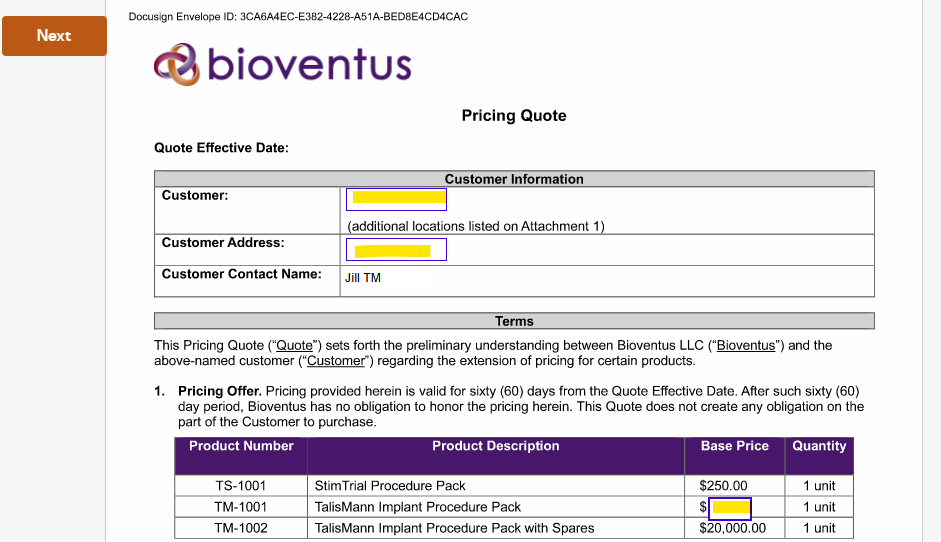 Docusign Envelope ID: 3CA6A4EC-E382-4228-A51A-BED8E4CD4CAC
Next
bioventus
Pricing Quote
Quote Effective Date:
Customer Information
Customer:
(additional locations listed on Attachment 1)
Customer Address:
Customer Contact Name: Jill TM
Terms
This Pricing Quote (“Quote”) sets forth the preliminary understanding between Bioventus LLC (“Bioventus”) and the
above-named customer (“Customer”) regarding the extension of pricing for certain products.
1. Pricing Offer. Pricing provided herein is valid for sixty (60) days from the Quote Effective Date. After such sixty (60)
day period, Bioventus has no obligation to honor the pricing herein. This Quote does not create any obligation on the
part of the Customer to purchase.
Product Number Product Description Base Price Quantity
TS-1001 StimTrial Procedure Pack $250.00 1 unit
TM-1001 TalisMann Implant Procedure Pack $ 1 unit
TM-1002 TalisMann Implant Procedure Pack with Spares $20,000.00 1 unit